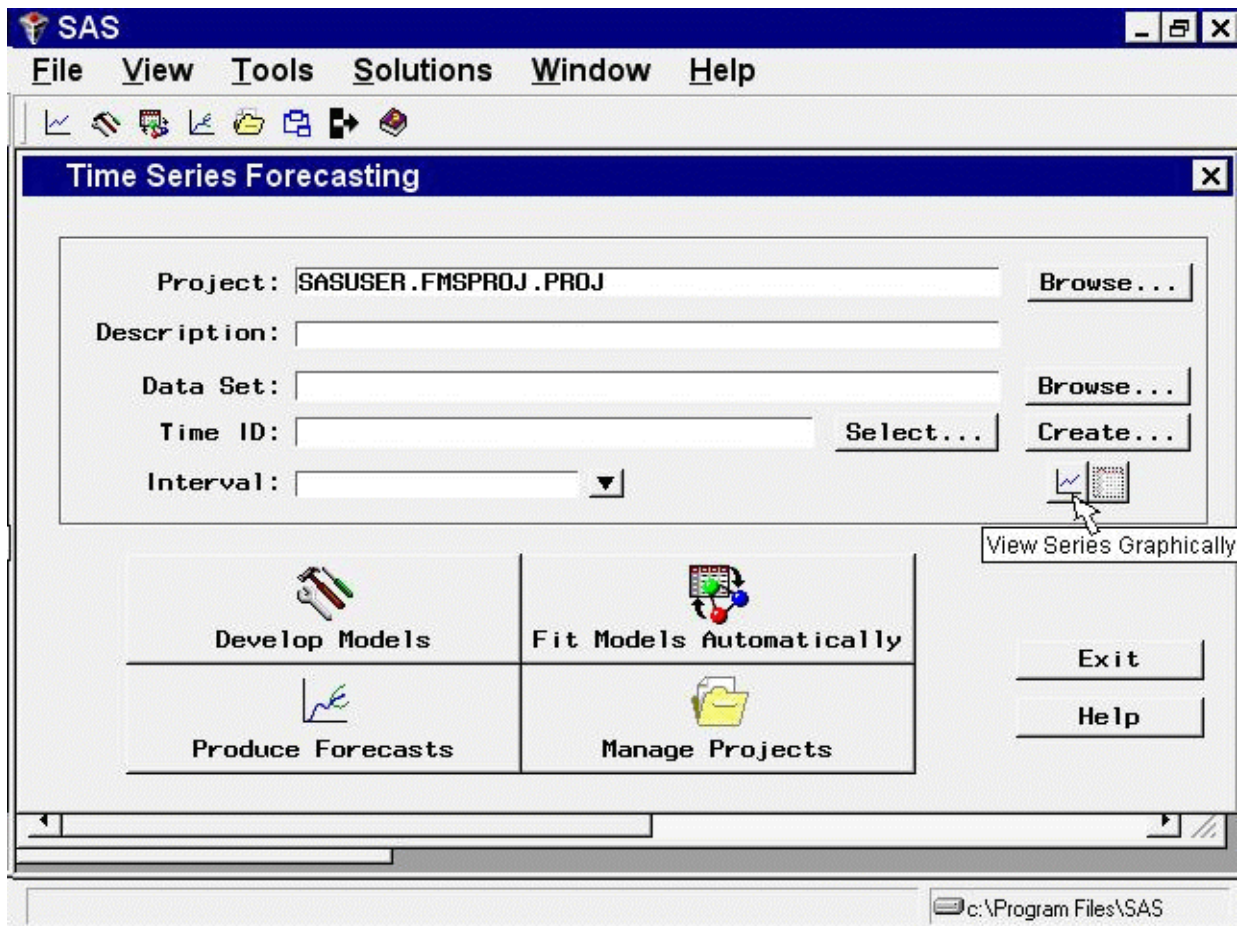 SAS
File View Tools Solutions Window Help
Time Series Forecasting
Project: SASUSER.FMSPROJ.PROJ Browse...
Description:
Data Set: Browse...
Time ID: Select... Create...
Interval:
View Series Graphically
Develop Models Fit Models Automatically
Exit
Produce Forecasts Manage Projects
Help
c:\Program Files\SAS